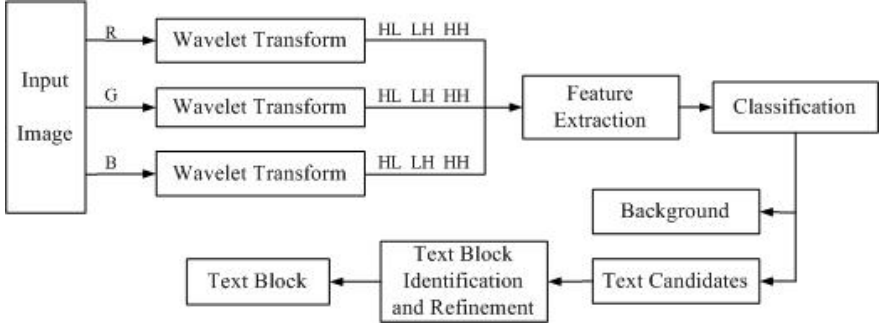 Input
Image
R
Wavelet Transform
HL LH HH
G
Wavelet Transform
HL LH HH
B
Wavelet Transform
HL LH HH
Feature
Extraction
Classification
Background
Text Candidates
Text Block
Identification
and Refinement
Text Block